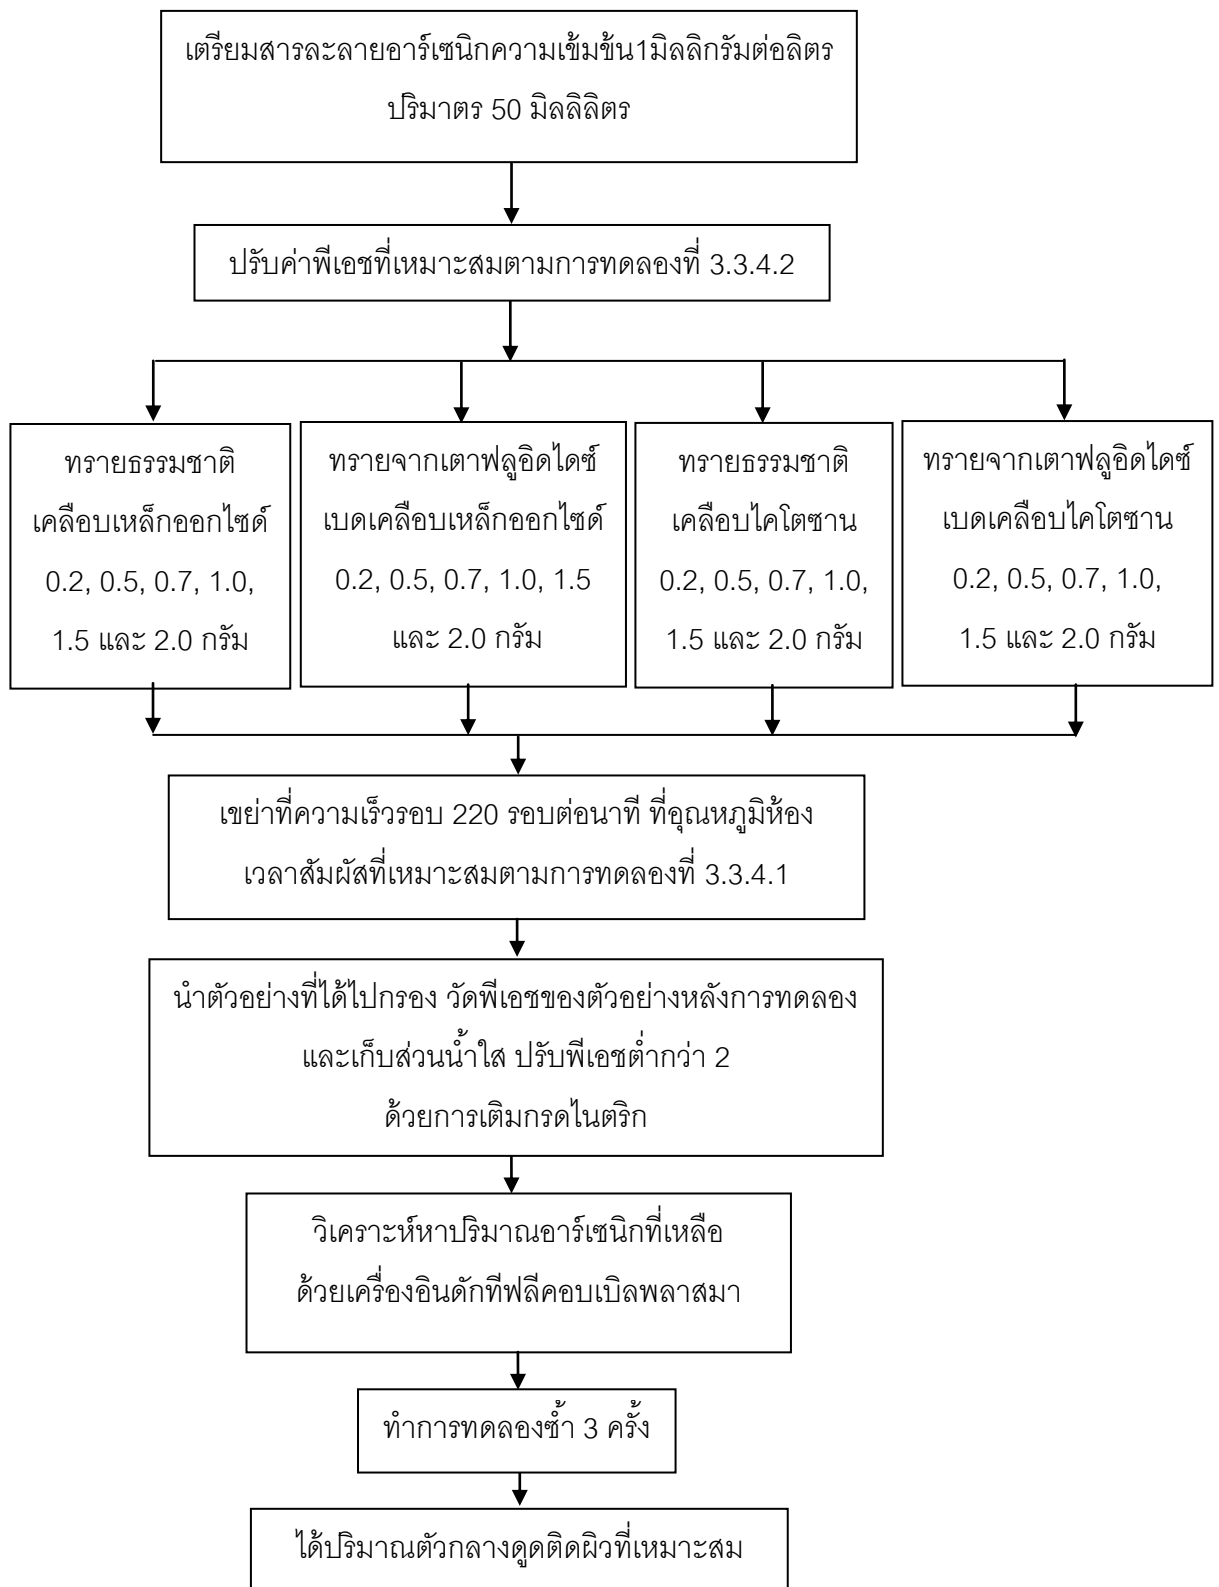 เตรียมสารละลายอาร์เซนิกความเข้มข้น1มิลลิกรัมต่อลิตร
ปริมาตร 50 มิลลิลิตร
ปรับค่าพีเอชที่เหมาะสมตามการทดลองที่ 3.3.4.2
ทรายธรรมชาติ
เคลือบเหล็กออกไซด์
0.2, 0.5, 0.7, 1.0,
1.5 และ 2.0 กรัม
ทรายจากเตาฟลูอิดไดซ์
เบดเคลือบเหล็กออกไซด์
0.2, 0.5, 0.7, 1.0, 1.5
และ 2.0 กรัม
ทรายธรรมชาติ
เคลือบไคโตซาน
0.2, 0.5, 0.7, 1.0,
1.5 และ 2.0 กรัม
ทรายจากเตาฟลูอิดไดซ์
เบดเคลือบไคโตซาน
0.2, 0.5, 0.7, 1.0,
1.5 และ 2.0 กรัม
เขย่าที่ความเร็วรอบ 220 รอบต่อนาที ที่อุณหภูมิห้อง
เวลาสัมผัสที่เหมาะสมตามการทดลองที่ 3.3.4.1
นำตัวอย่างที่ได้ไปกรอง วัดพีเอชของตัวอย่างหลังการทดลอง
และเก็บส่วนน้ำใส ปรับพีเอชต่ำกว่า 2
ด้วยการเติมกรดไนตริก
วิเคราะห์หาปริมาณอาร์เซนิกที่เหลือ
ด้วยเครื่องอินดักทีฟลีคอบเบิลพลาสมา
ทำการทดลองซ้ำ 3 ครั้ง
ได้ปริมาณตัวกลางดูดติดผิวที่เหมาะสม